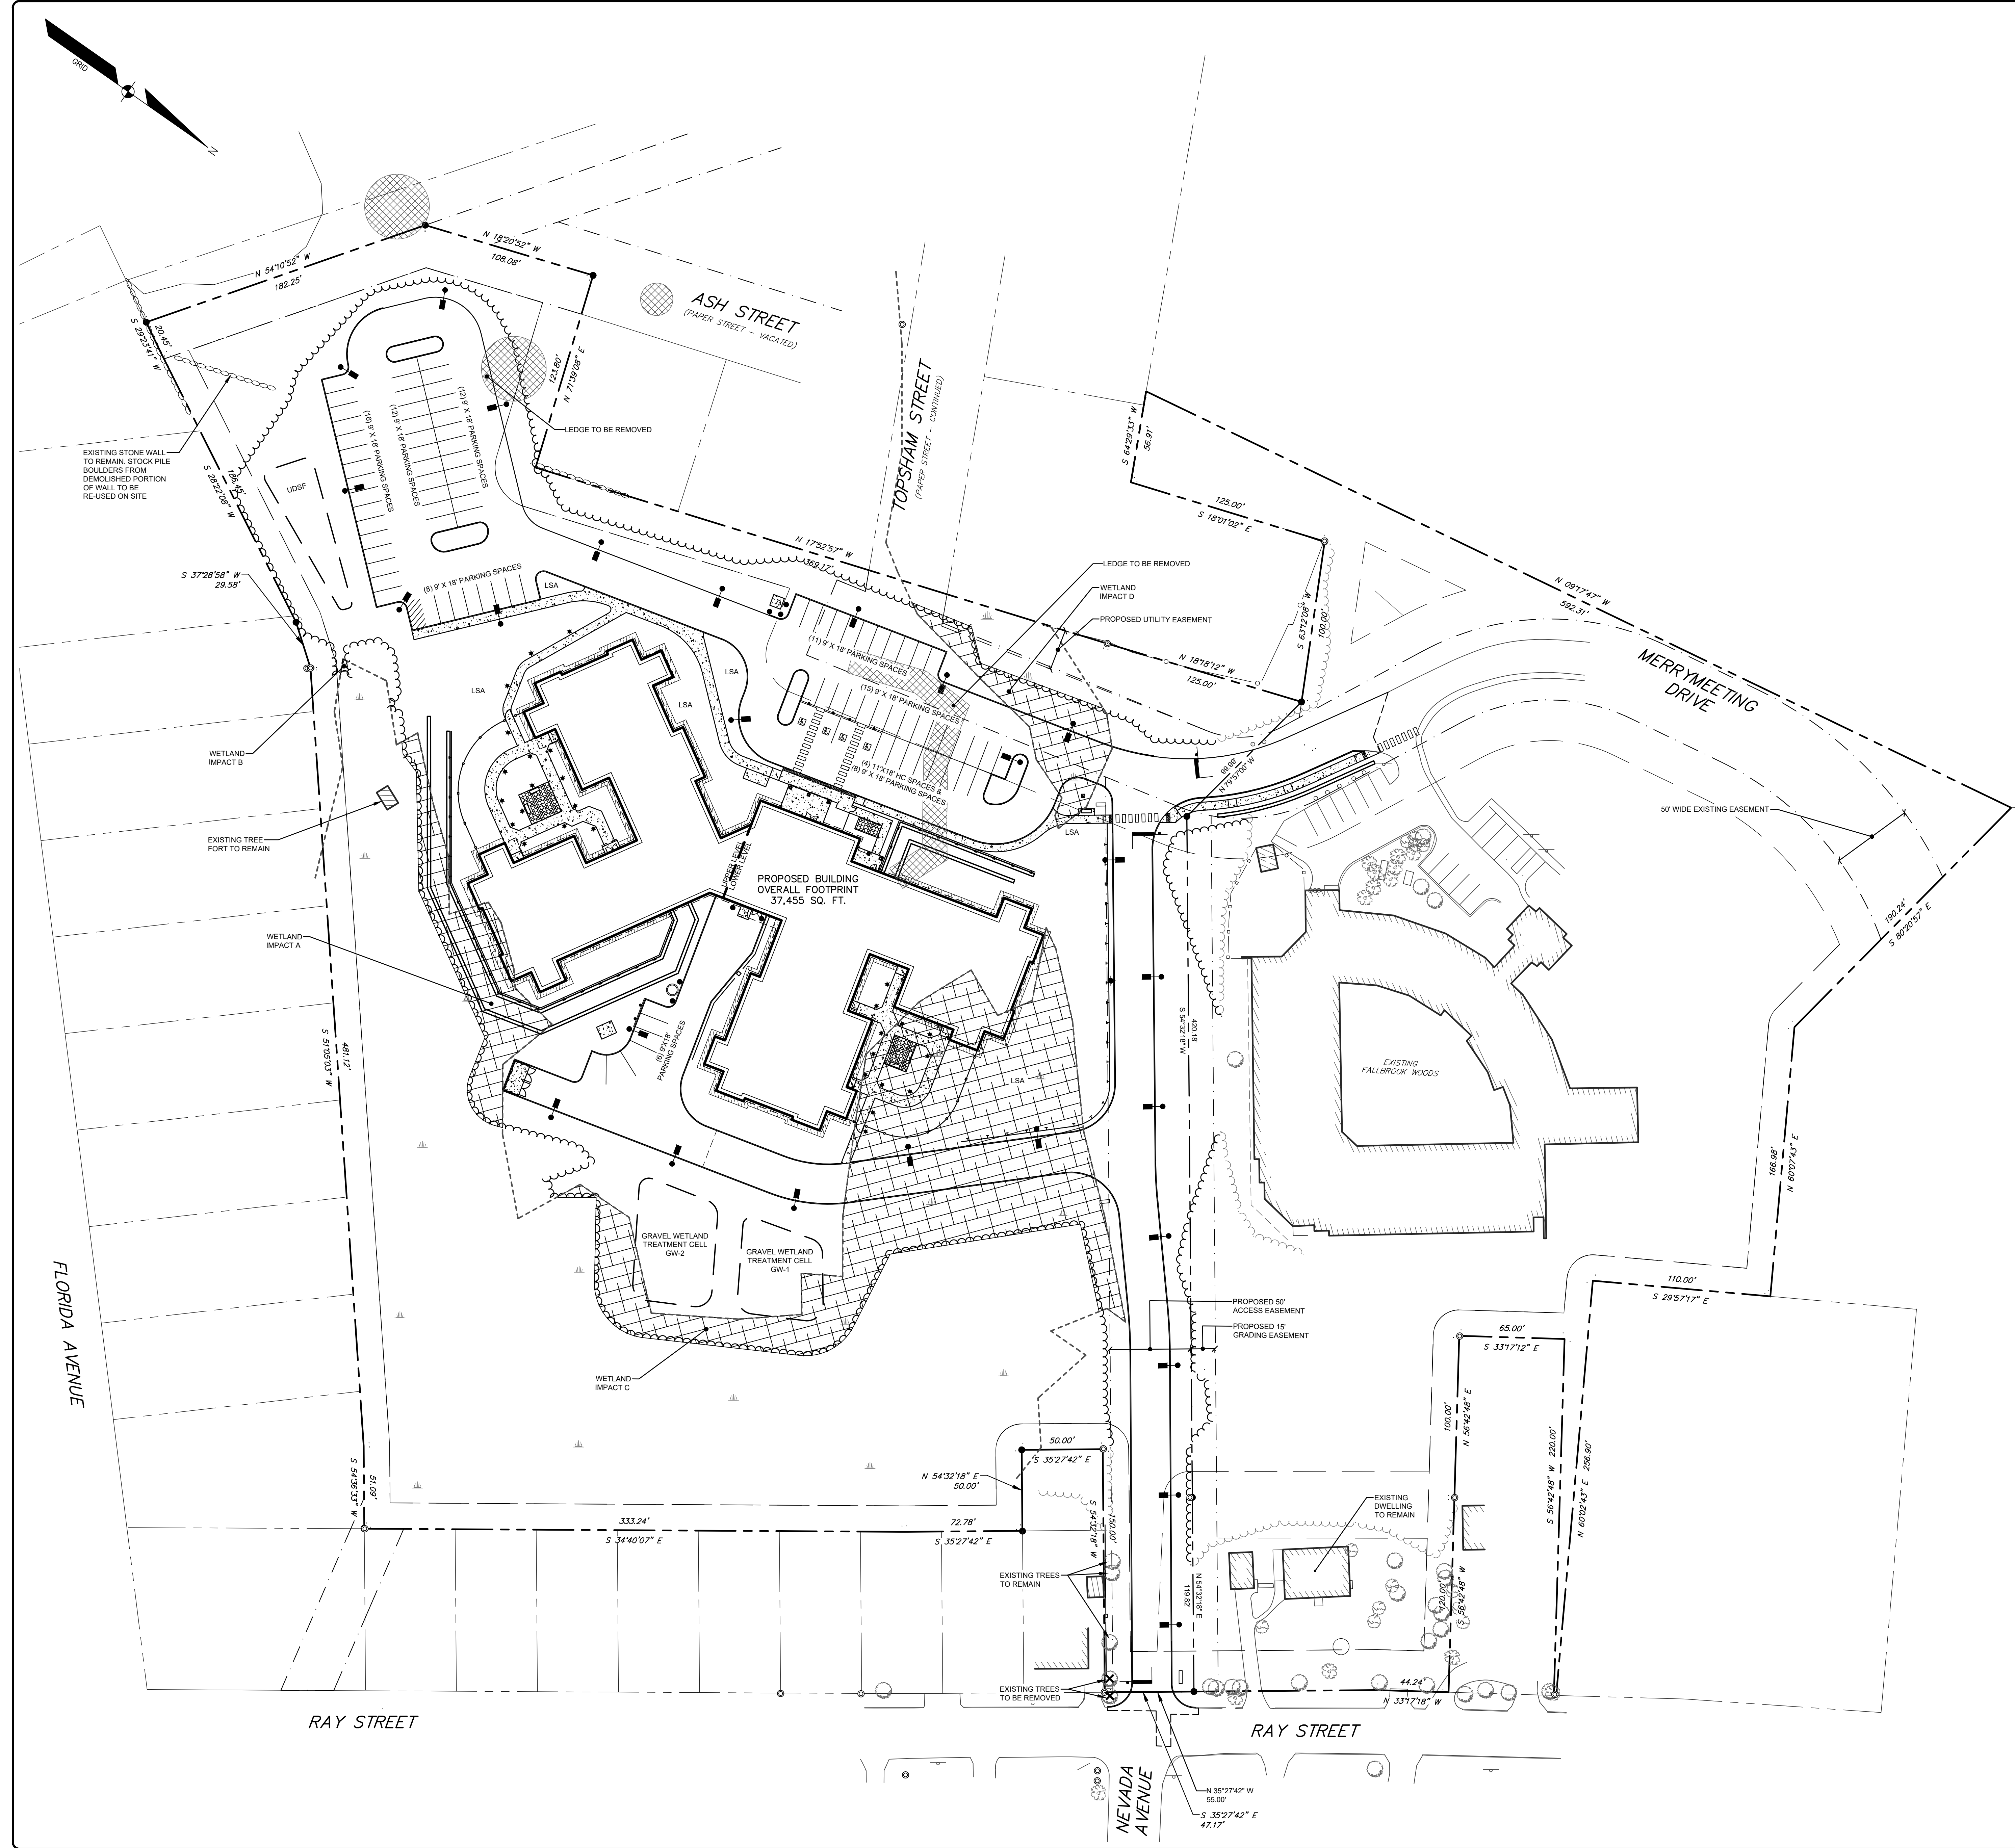 GRID
N
N 18°20'52" W
108.08'
N 54°10'52" W
182.25'
ASH STREET
(PAPER STREET - VACATED)
20.45'
S 29°23'41" W
123.80'
N 71°39'08" E
TOPSHAM STREET
(PAPER STREET - CONTINUED)
S 64°29'33" W
56.91'
(16) 9' X 18' PARKING SPACES
(12) 9' X 18' PARKING SPACES
(12) 9' X 18' PARKING SPACES
LEDGE TO BE REMOVED
EXISTING STONE WALL
TO REMAIN. STOCK PILE
BOULDERS FROM
DEMOLISHED PORTION
OF WALL TO BE
RE-USED ON SITE
186.45'
S 28°22'08" W
UDSF
125.00'
S 18°01'02" E
N 17°52'57" W
369.17'
S 37°28'58" W
29.58'
(8) 9' X 18' PARKING SPACES
LSA
LEDGE TO BE REMOVED
WETLAND
IMPACT D
PROPOSED UTILITY EASEMENT
N 09°17'47" W
592.31'
S 63°12'08" W
100.00'
(11) 9' X 18' PARKING SPACES
N 18°18'12" W
125.00'
LSA
LSA
LSA
(15) 9' X 18' PARKING SPACES
MERRYMEETING
DRIVE
WETLAND
IMPACT B
(4) 11'X18' HC SPACES &
(8) 9' X 18' PARKING SPACES
99.99'
N 79°57'00" W
50' WIDE EXISTING EASEMENT
EXISTING TREE
FORT TO REMAIN
LSA
UPPER LEVEL
LOWER LEVEL
PROPOSED BUILDING
OVERALL FOOTPRINT
37,455 SQ. FT.
190.24'
S 80°20'57" E
WETLAND
IMPACT A
420.18'
S 54°32'18" W
481.12'
S 51°05'03" W
(6) 9'X18'
PARKING SPACES
EXISTING
FALLBROOK WOODS
LSA
166.98'
N 60°07'43" E
GRAVEL WETLAND
TREATMENT CELL
GW-2
GRAVEL WETLAND
TREATMENT CELL
GW-1
FLORIDA AVENUE
110.00'
S 29°57'17" E
PROPOSED 50'
ACCESS EASEMENT
PROPOSED 15'
GRADING EASEMENT
65.00'
S 33°17'12" E
WETLAND
IMPACT C
100.00'
N 56°42'48" E
S 56°42'48" W 220.00'
N 60°02'43" E 256.90'
50.00'
S 35°27'42" E
N 54°32'18" E
50.00'
51.09'
S 54°36'33" W
EXISTING
DWELLING
TO REMAIN
333.24'
S 34°40'07" E
72.78'
S 35°27'42" E
150.00'
S 54°32'18" W
EXISTING TREES
TO REMAIN
N 54°32'18" E
119.82'
120.00'
S 56°42'48" W
EXISTING TREES
TO BE REMOVED
44.24'
N 33°17'18" W
RAY STREET
RAY STREET
NEVADA
AVENUE
N 35°27'42" W
55.00'
S 35°27'42" E
47.17'